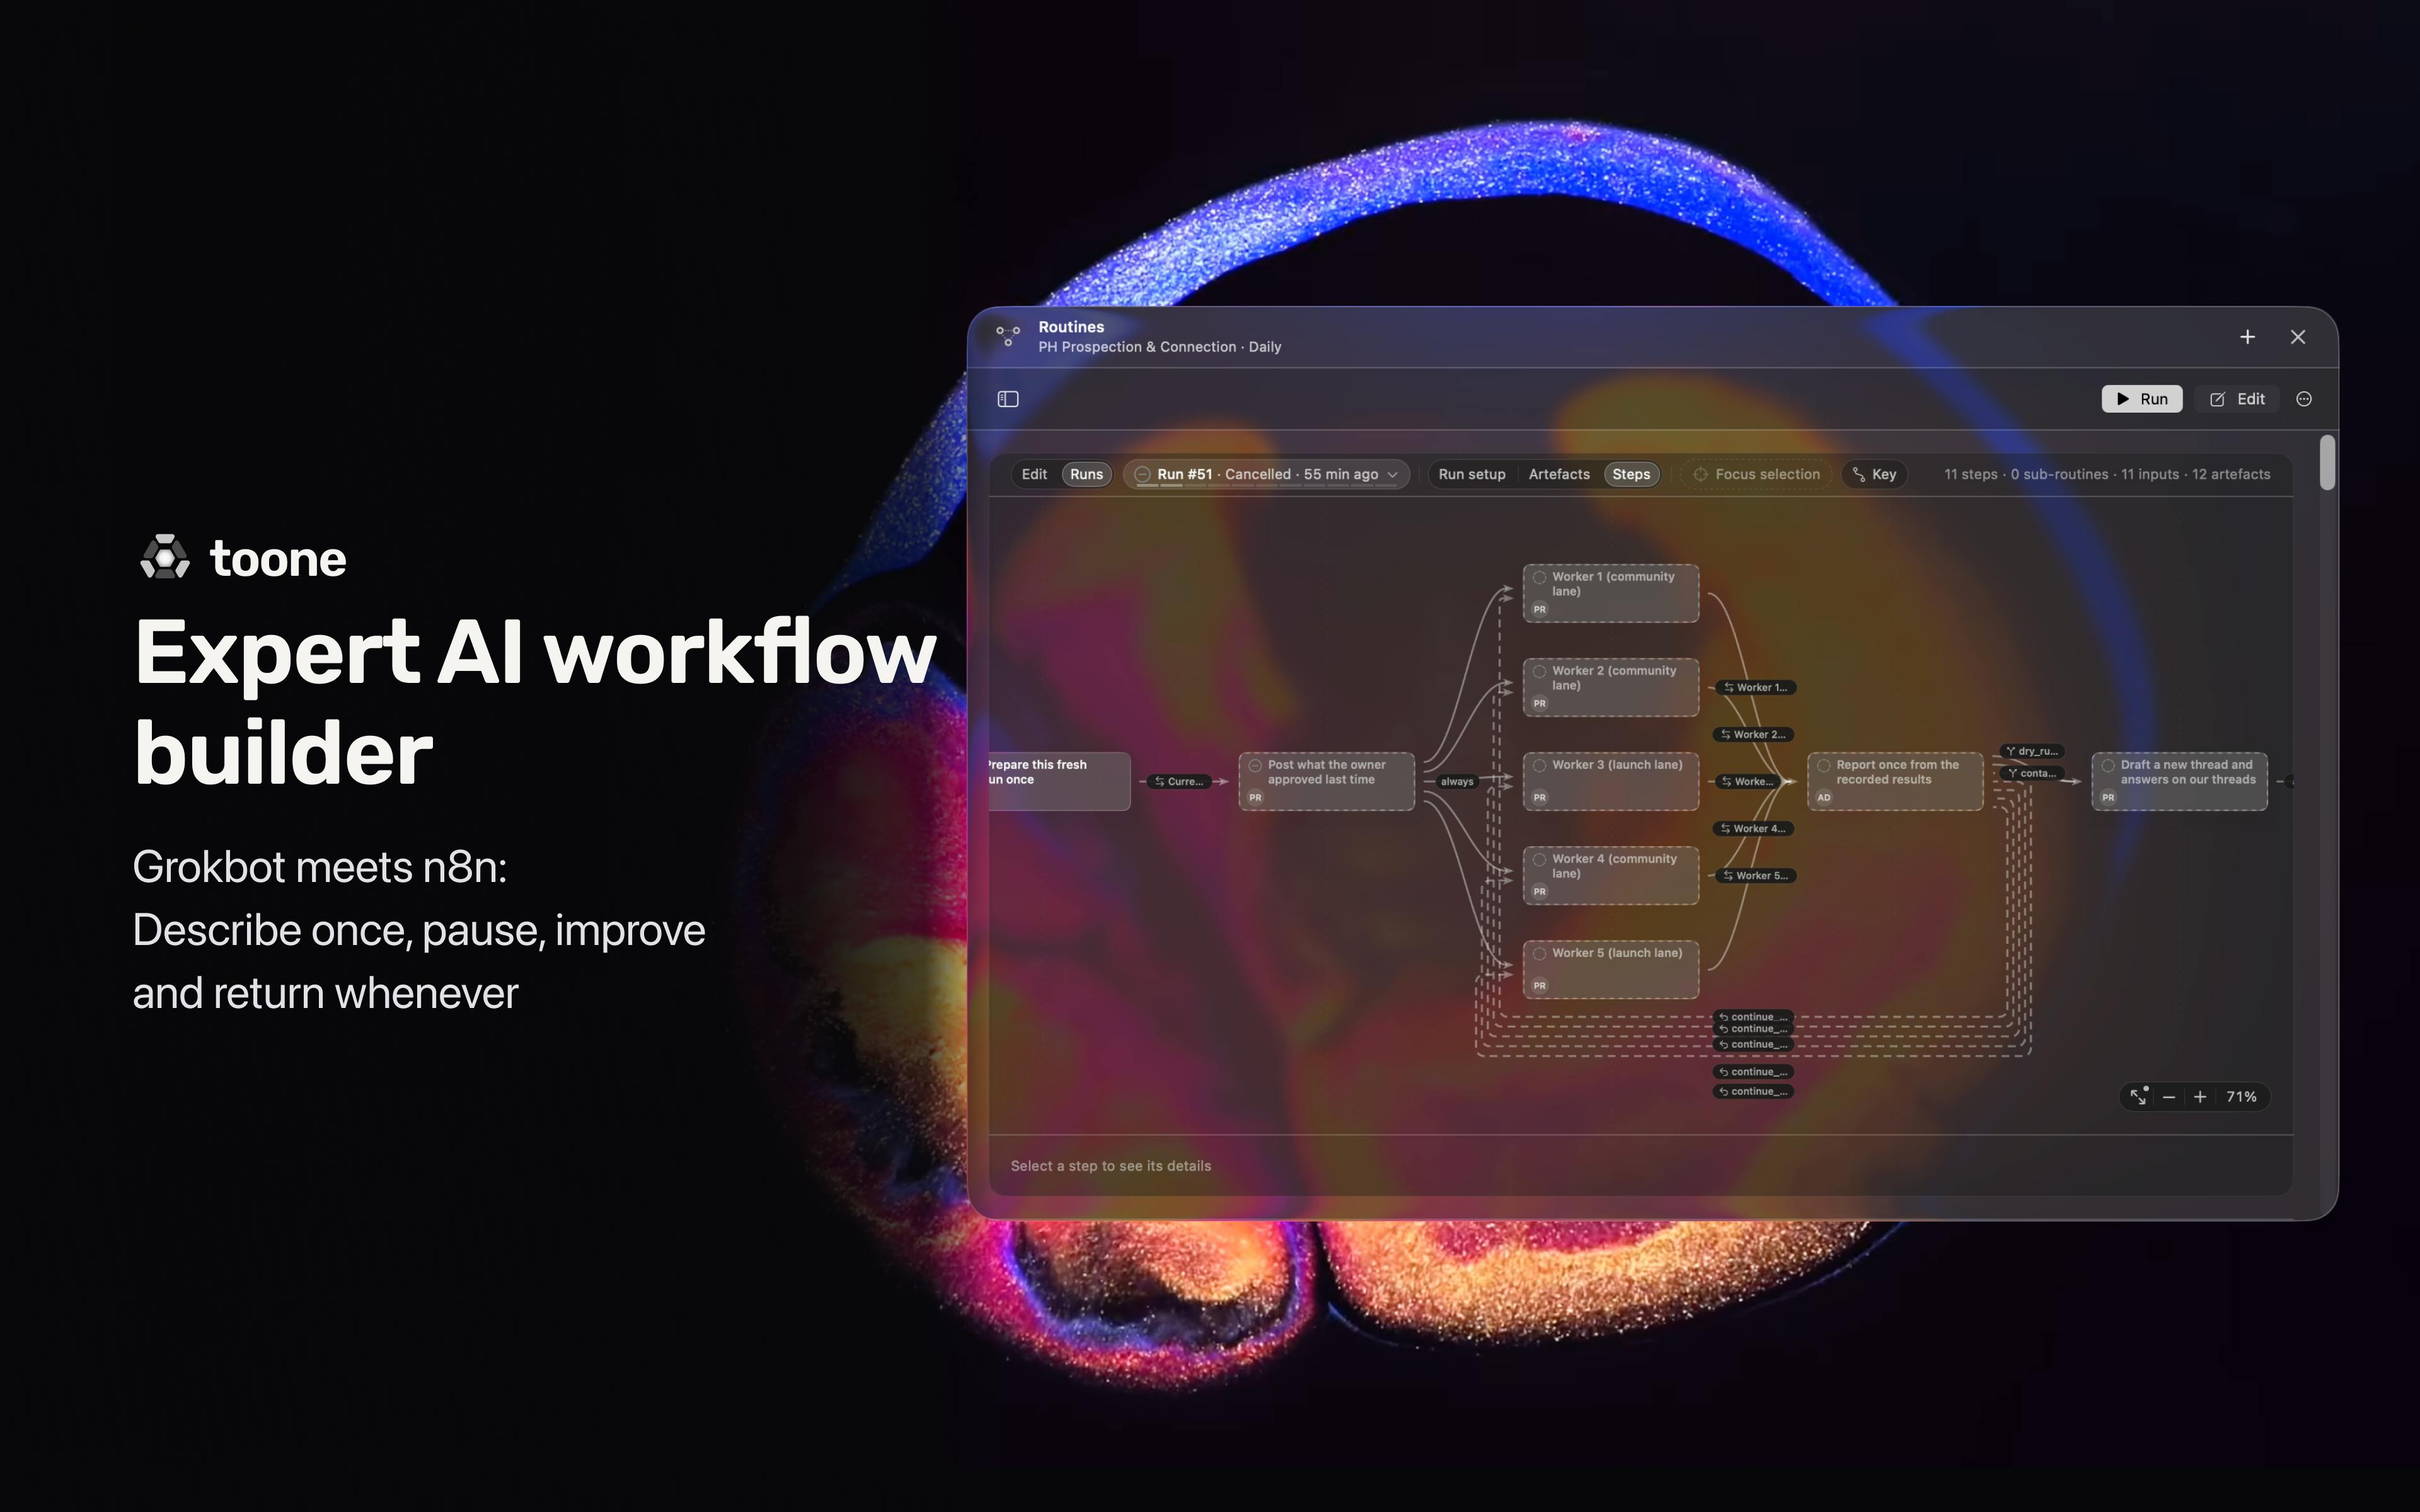 toone
Expert AI workflow
builder
Grokbot meets n8n:
Describe once, pause, improve
and return whenever
Routines
PH Prospection & Connection · Daily
Run
Edit
Edit
Runs
Run #51 · Cancelled · 55 min ago
Run setup
Artefacts
Steps
Focus selection
Key
11 steps · 0 sub-routines · 11 inputs · 12 artefacts
Prepare this fresh
un once
Curre...
Post what the owner
approved last time
PR
always
Worker 1 (community
lane)
PR
Worker 2 (community
lane)
PR
Worker 3 (launch lane)
PR
Worker 4 (community
lane)
PR
Worker 5 (launch lane)
PR
Worker 1...
Worker 2...
Worke...
Worker 4...
Worker 5...
Report once from the
recorded results
AD
dry_ru...
conta...
Draft a new thread and
answers on our threads
PR
continue_...
continue_...
continue_...
continue_...
continue_...
71%
Select a step to see its details